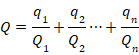 Q = q₁/Q₁ + q₂/Q₂ ⋯ + qₙ/Qₙ